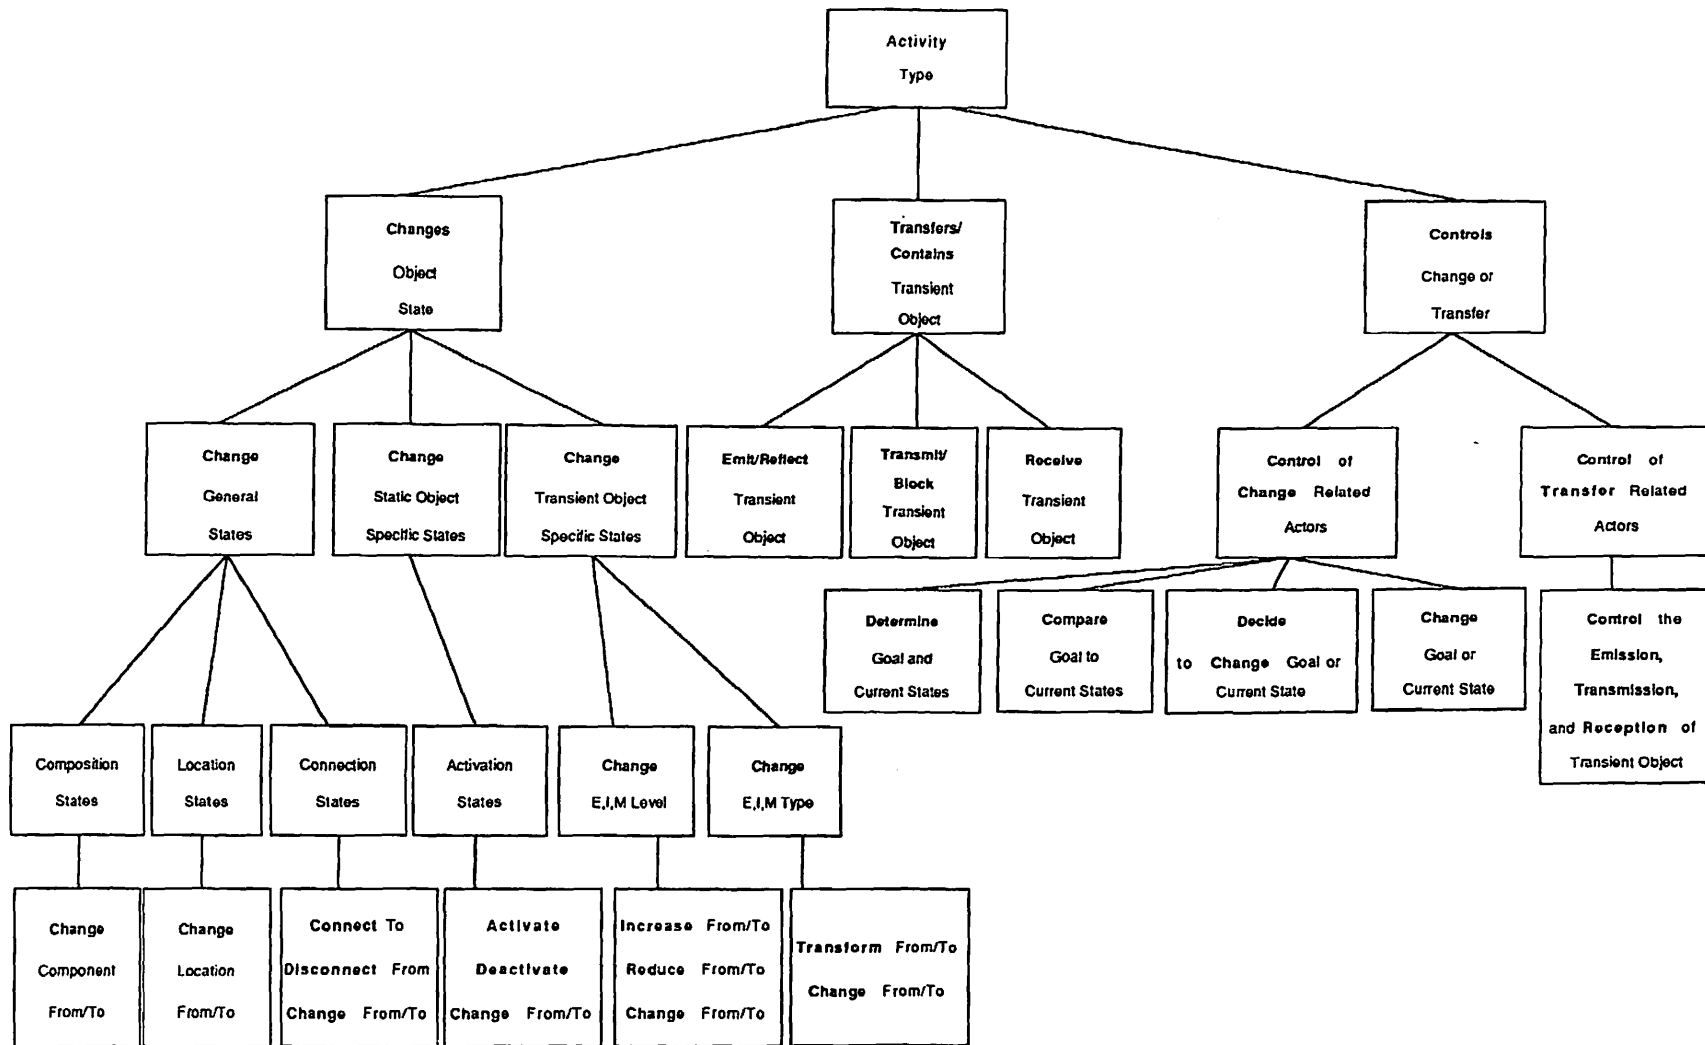 Activity
Type
Changes
Object
State
Transfers/
Contains
Transient
Object
Controls
Change or
Transfer
Change
General
States
Change
Static Object
Specific States
Change
Transient Object
Specific States
Emit/Reflect
Transient
Object
Transmit/
Block
Transient
Object
Receive
Transient
Object
Control of
Change Related
Actors
Control of
Transfer Related
Actors
Determine
Goal and
Current States
Compare
Goal to
Current States
Decide
to Change Goal or
Current State
Change
Goal or
Current State
Control the
Emission,
Transmission,
and Reception of
Transient Object
Composition
States
Location
States
Connection
States
Activation
States
Change
E,I,M Level
Change
E,I,M Type
Change
Component
From/To
Change
Location
From/To
Connect To
Disconnect From
Change From/To
Activate
Deactivate
Change From/To
Increase From/To
Reduce From/To
Change From/To
Transform From/To
Change From/To